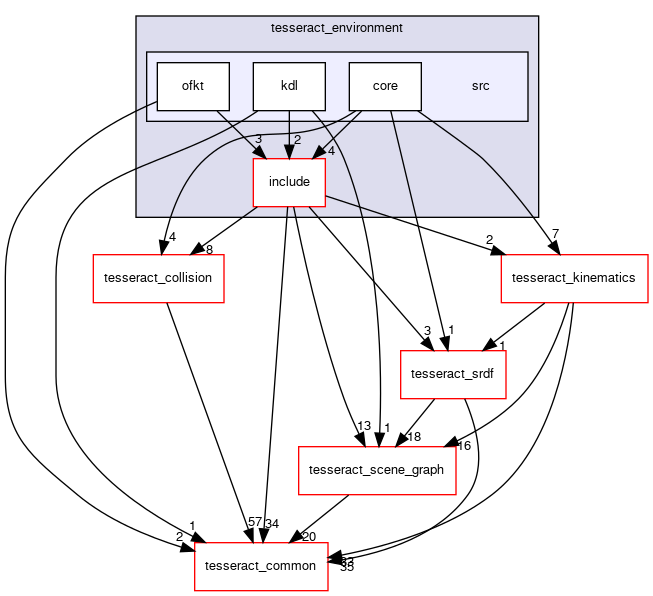 tesseract_environment
ofkt kdl core src
3 2 4
include
4 8 2 7
tesseract_collision tesseract_kinematics
3 1 1
tesseract_srdf
13 1 18 16
tesseract_scene_graph
2 1 57 34 20 35
tesseract_common